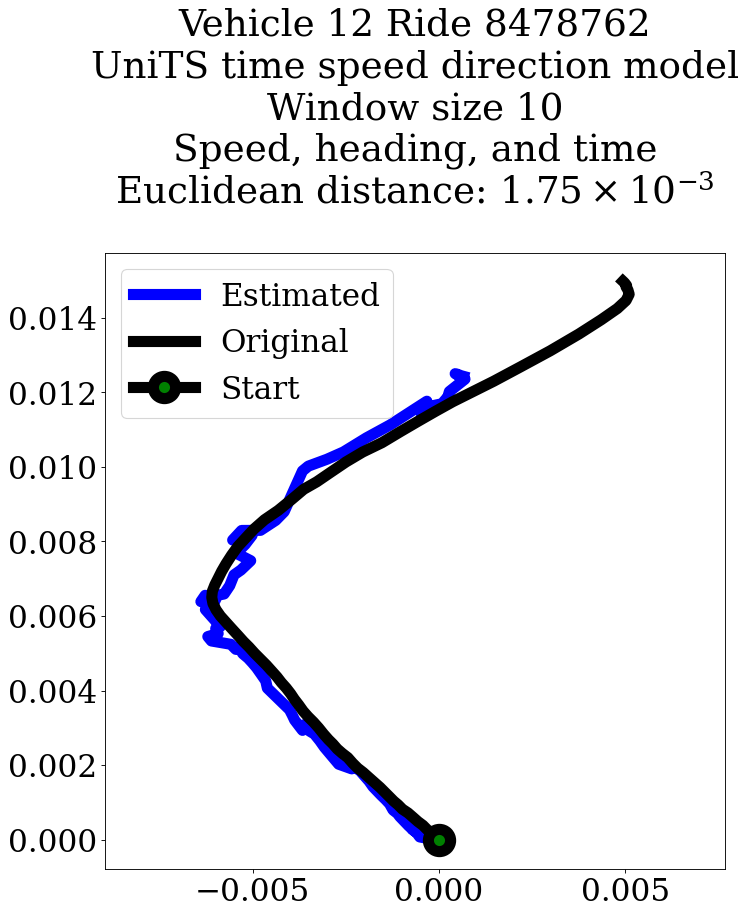 Vehicle 12 Ride 8478762
UniTS time speed direction model
Window size 10
Speed, heading, and time
Euclidean distance: 1.75 × 10⁻³
Estimated
Original
Start
0.014
0.012
0.010
0.008
0.006
0.004
0.002
0.000
−0.005 0.000 0.005